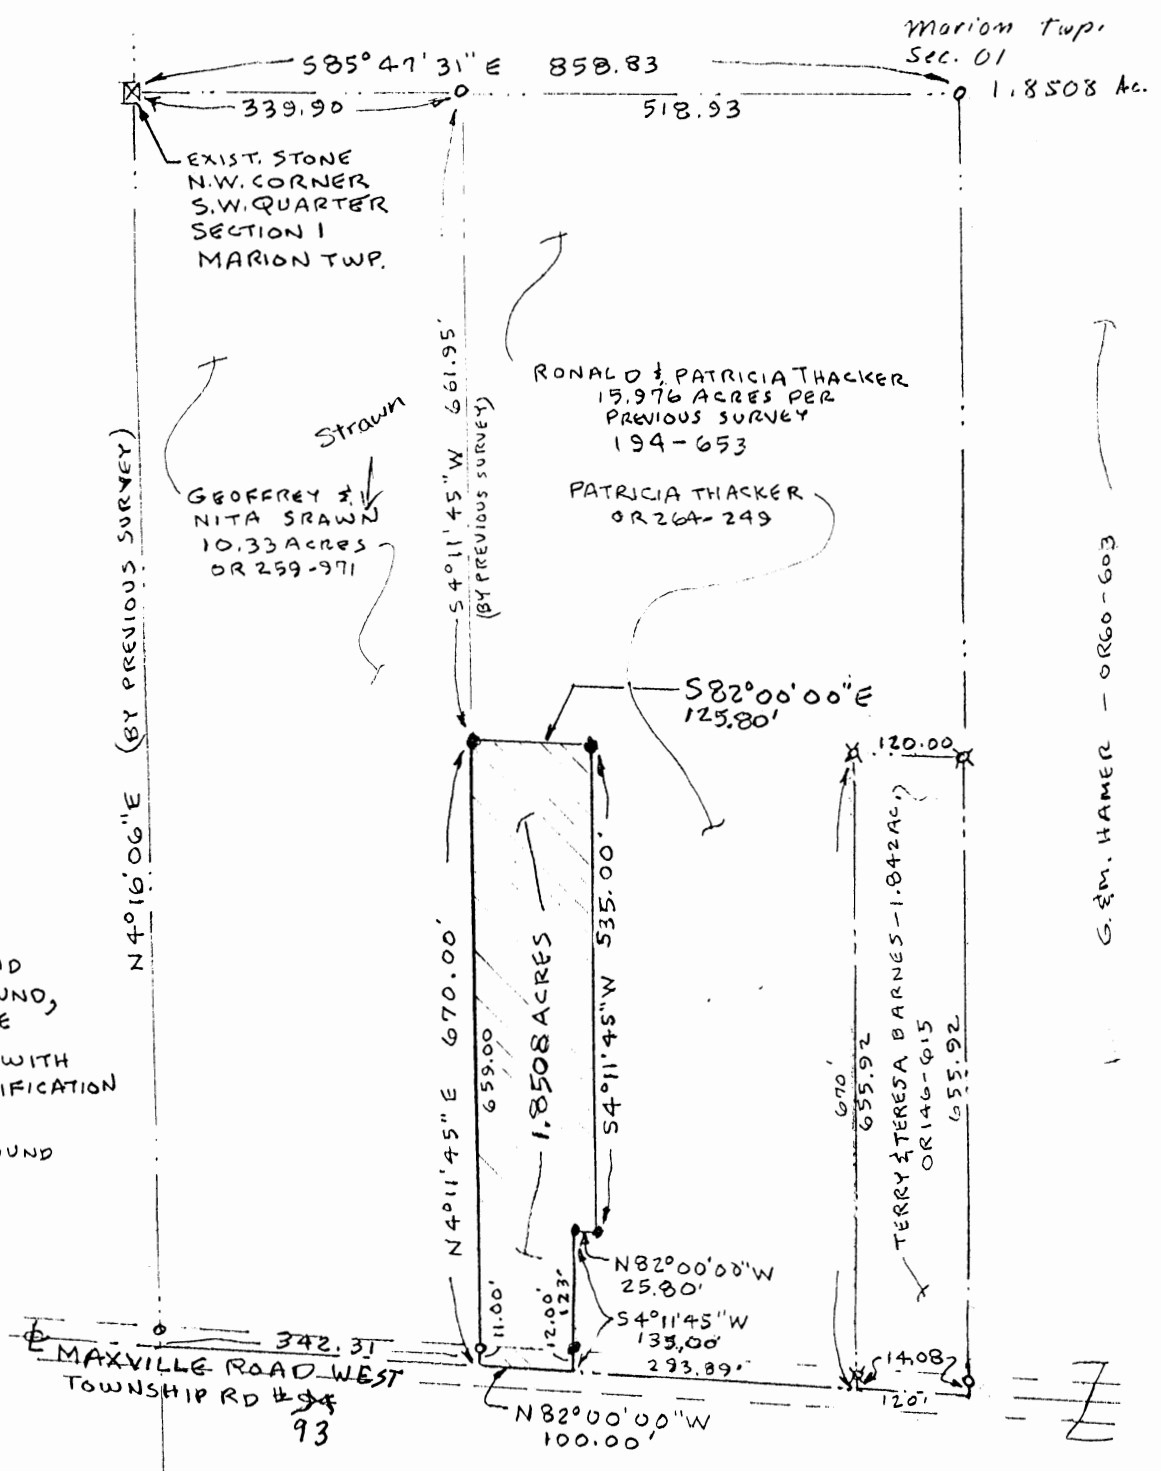 Marion Twp.
Sec. 01
1.8508 Ac.
S85°47'31"E 858.83
339.90
518.93
EXIST. STONE
N.W. CORNER
S.W. QUARTER
SECTION 1
MARION TWP.
S4°11'45"W 661.95'
(BY PREVIOUS SURVEY)
RONALD & PATRICIA THACKER
15.976 ACRES PER
PREVIOUS SURVEY
194-653
Strawn
GEOFFREY &
NITA SRAWN
10.33 ACRES
OR 259-971
PATRICIA THACKER
OR 264-249
N4°16'06"E (BY PREVIOUS SURVEY)
G. & M. HAMER - OR60-603
S82°00'00"E
125.80'
120.00
N4°11'45"E 670.00'
659.00
1.8508 ACRES
S4°11'45"W 535.00'
670'
655.92
TERRY & TERESA BARNES-1.842AC.,
OR146-615
655.92
UND,
WITH
IFICATION
OUND
N82°00'00"W
25.80'
S4°11'45"W
135.00'
293.89'
11.00'
12.00'
123'
14.08
120'
342.31
MAXVILLE ROAD WEST
TOWNSHIP RD #94
93
N82°00'00"W
100.00'